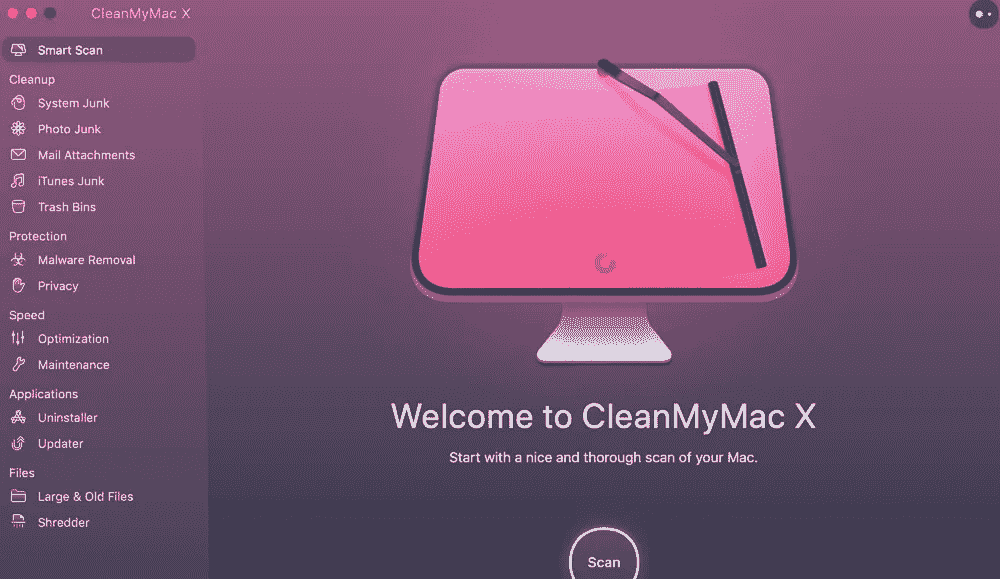 CleanMyMac X
Smart Scan
Cleanup
System Junk
Photo Junk
Mail Attachments
iTunes Junk
Trash Bins
Protection
Malware Removal
Privacy
Speed
Optimization
Maintenance
Applications
Uninstaller
Updater
Files
Large & Old Files
Shredder
Welcome to CleanMyMac X
Start with a nice and thorough scan of your Mac.
Scan